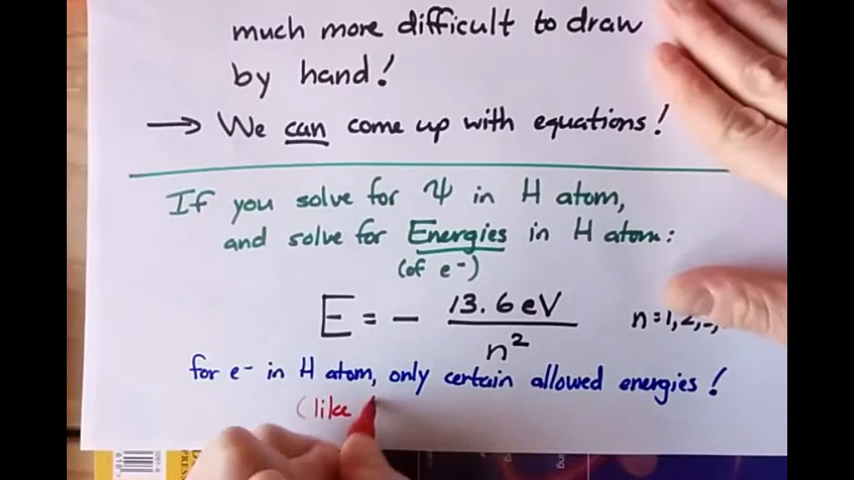 much more difficult to draw
by hand!
→ We can come up with equations!
If you solve for Ψ in H atom,
and solve for Energies in H atom:
(of e-)
E = - 13.6 eV / n²
n=1,2,
for e- in H atom, only certain allowed energies!
(like